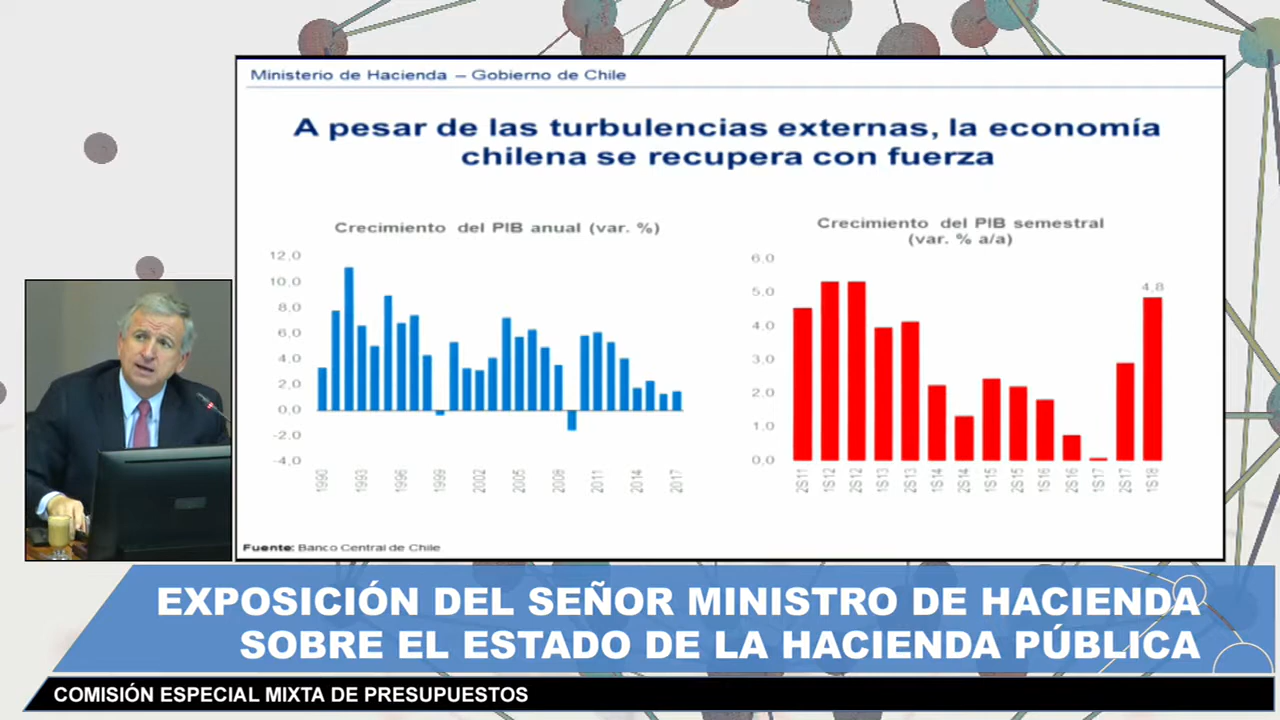 Ministerio de Hacienda – Gobierno de Chile
A pesar de las turbulencias externas, la economía
chilena se recupera con fuerza
Crecimiento del PIB anual (var. %)
12,0
10,0
8,0
6,0
4,0
2,0
0,0
-2,0
-4,0
1990
1993
1996
1999
2002
2005
2008
2011
2014
2017
Crecimiento del PIB semestral
(var. % a/a)
6,0
5,0
4,0
3,0
2,0
1,0
0,0
4,8
2S11
1S12
2S12
1S13
2S13
1S14
2S14
1S15
2S15
1S16
2S16
1S17
2S17
1S18
Fuente: Banco Central de Chile
EXPOSICIÓN DEL SEÑOR MINISTRO DE HACIENDA
SOBRE EL ESTADO DE LA HACIENDA PÚBLICA
COMISIÓN ESPECIAL MIXTA DE PRESUPUESTOS